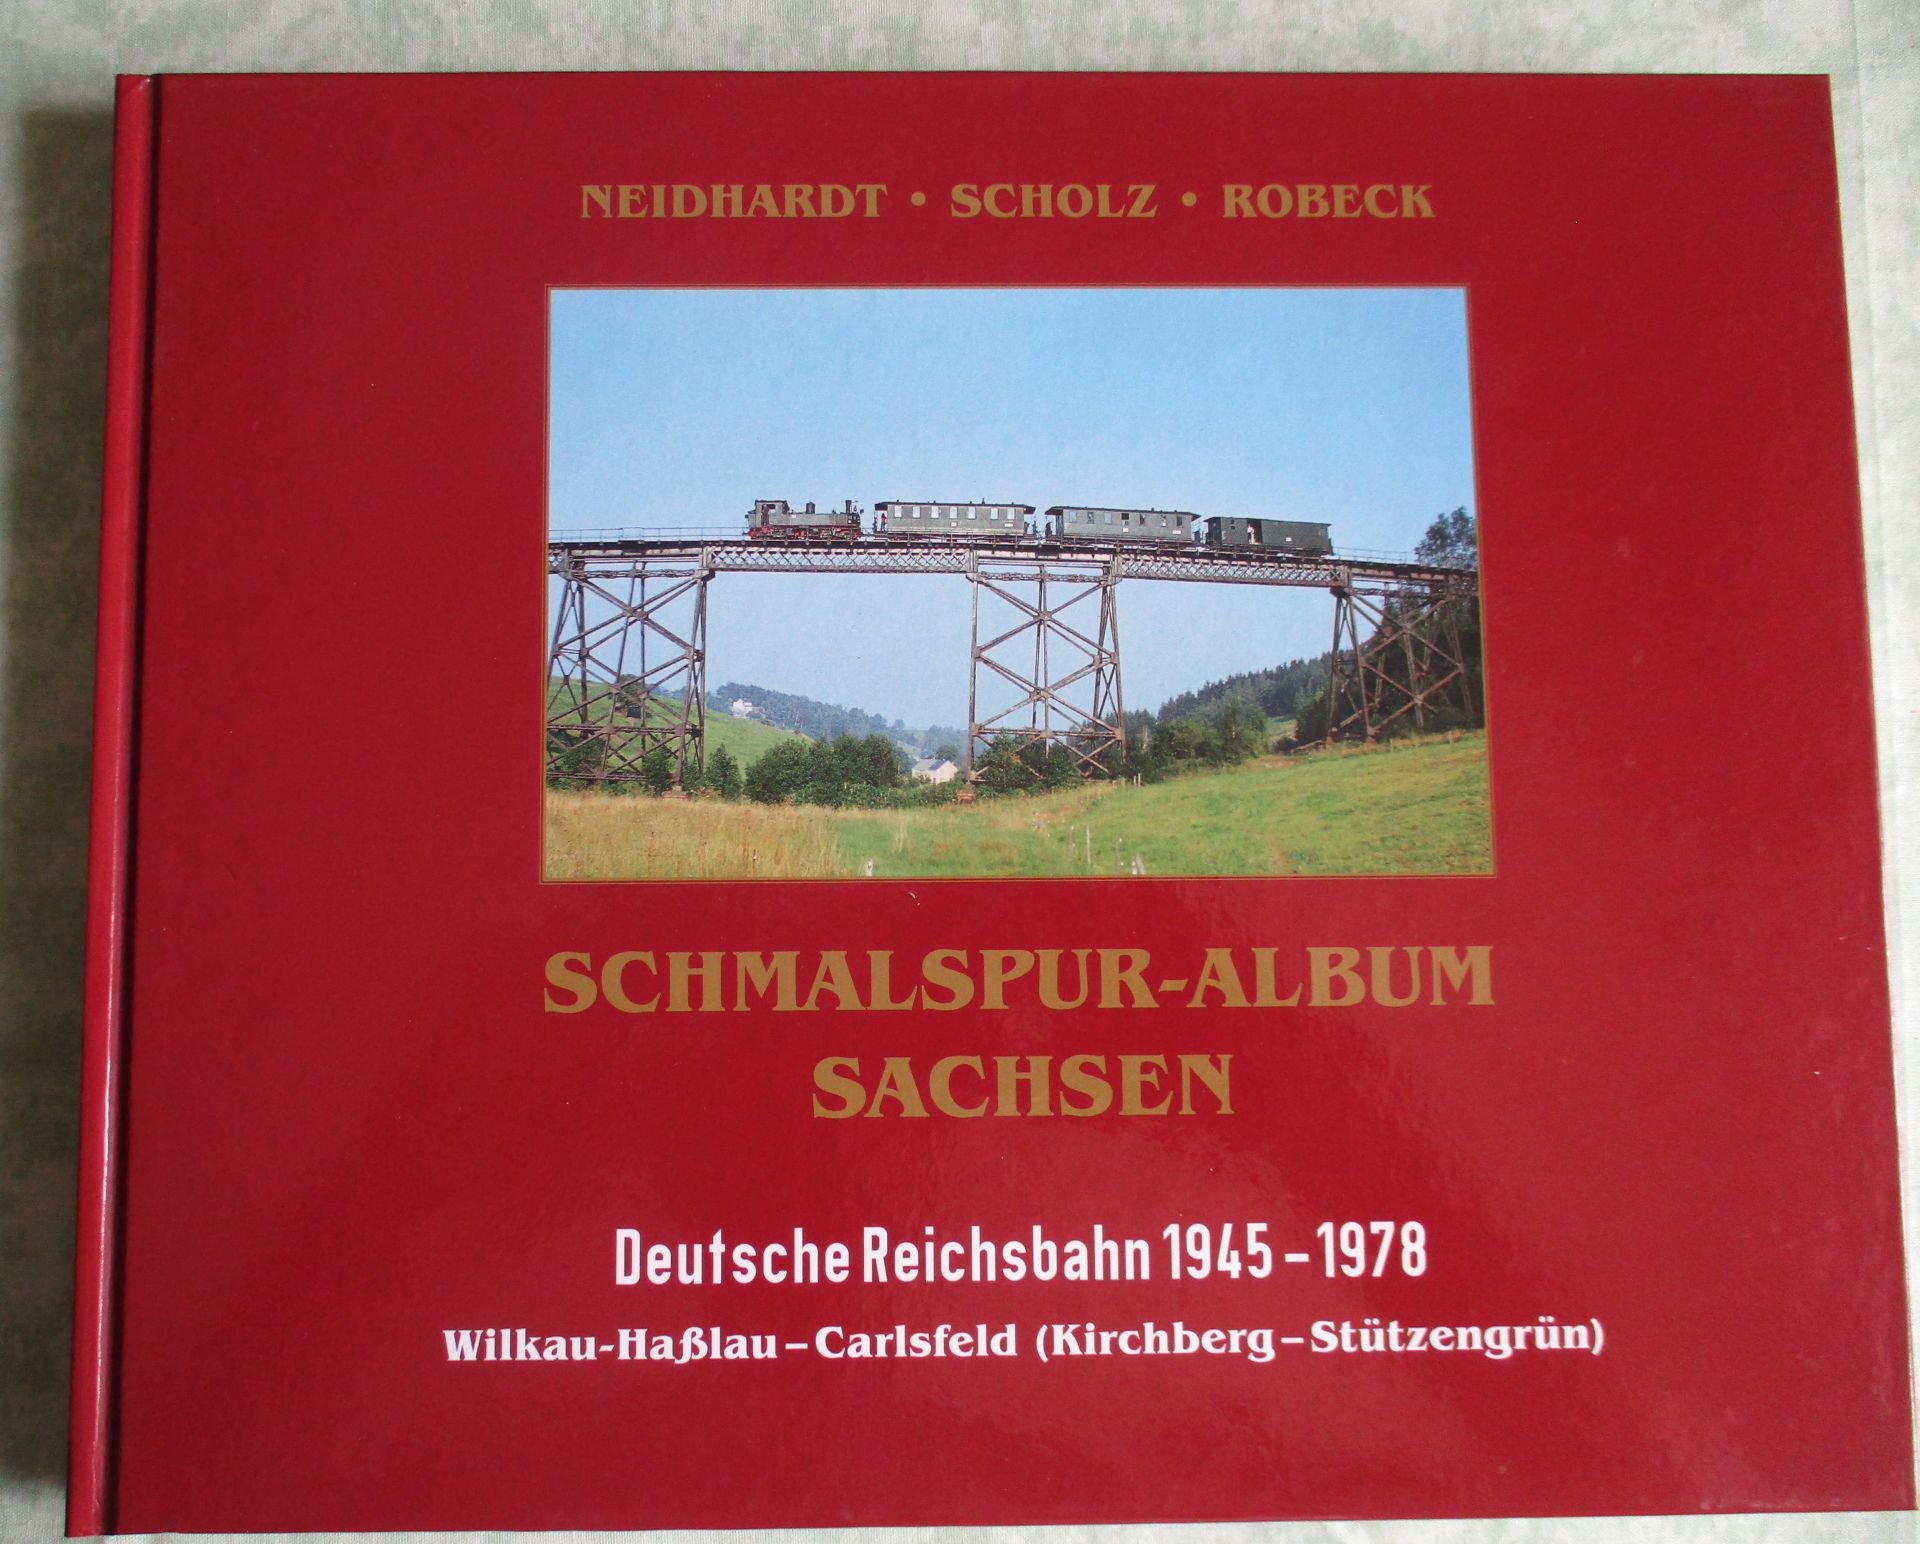 NEIDHARDT • SCHOLZ • ROBECK
SCHMALSPUR-ALBUM
SACHSEN
Deutsche Reichsbahn 1945 – 1978
Wilkau-Haßlau – Carlsfeld (Kirchberg – Stützengrün)